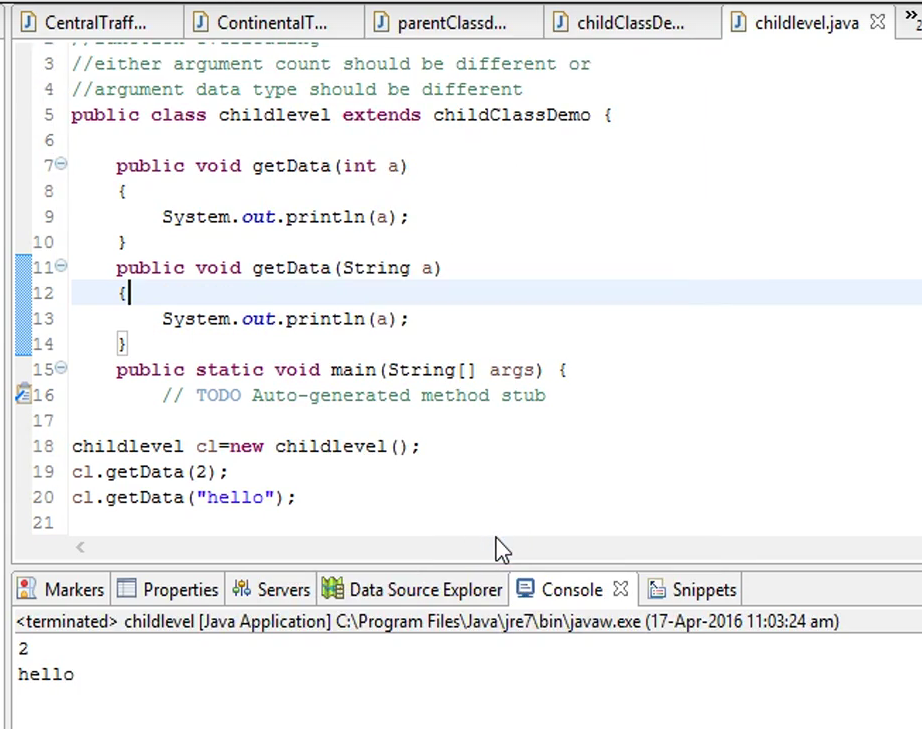 CentralTraff... ContinentalT... parentClassd... childClassDe... childlevel.java
3 //either argument count should be different or
4 //argument data type should be different
5 public class childlevel extends childClassDemo {
6
7 public void getData(int a)
8 {
9 System.out.println(a);
10 }
11 public void getData(String a)
12 {
13 System.out.println(a);
14 }
15 public static void main(String[] args) {
16 // TODO Auto-generated method stub
17
18 childlevel cl=new childlevel();
19 cl.getData(2);
20 cl.getData("hello");
21
Markers Properties Servers Data Source Explorer Console Snippets
<terminated> childlevel [Java Application] C:\Program Files\Java\jre7\bin\javaw.exe (17-Apr-2016 11:03:24 am)
2
hello